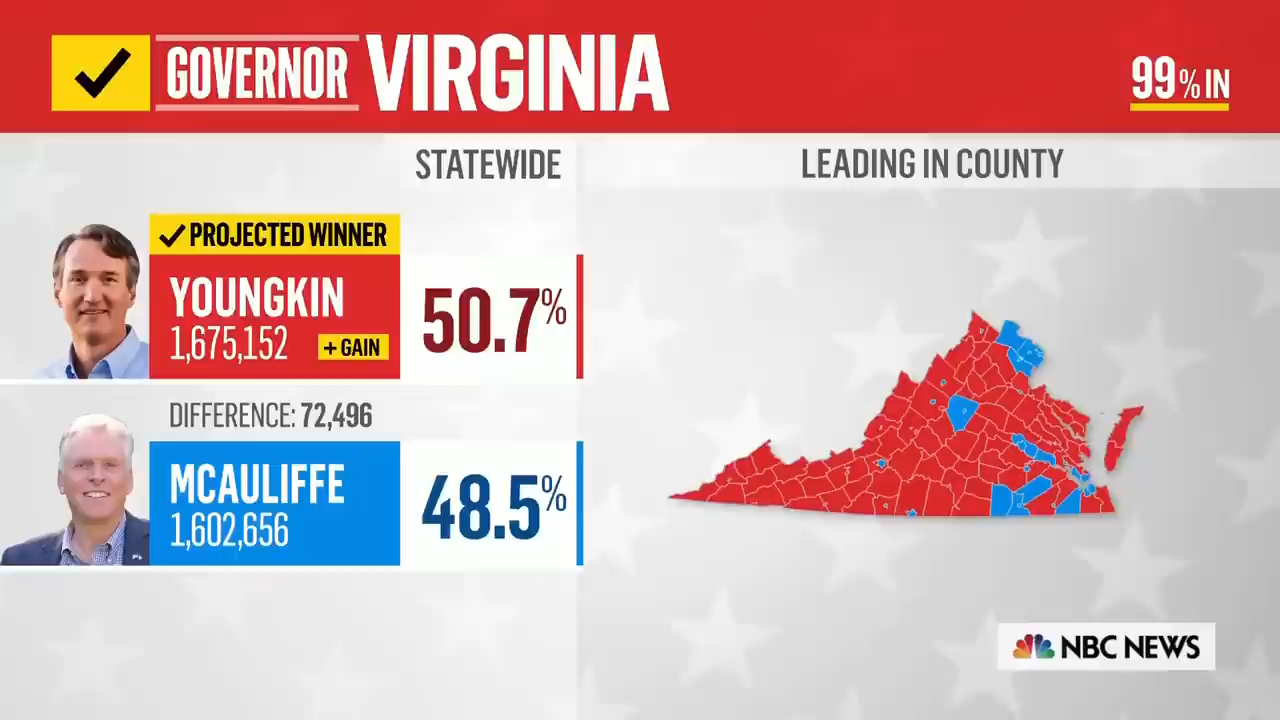 GOVERNOR VIRGINIA
99% IN
STATEWIDE
LEADING IN COUNTY
PROJECTED WINNER
YOUNGKIN
1,675,152
+ GAIN
50.7%
DIFFERENCE: 72,496
MCAULIFFE
1,602,656
48.5%
NBC NEWS